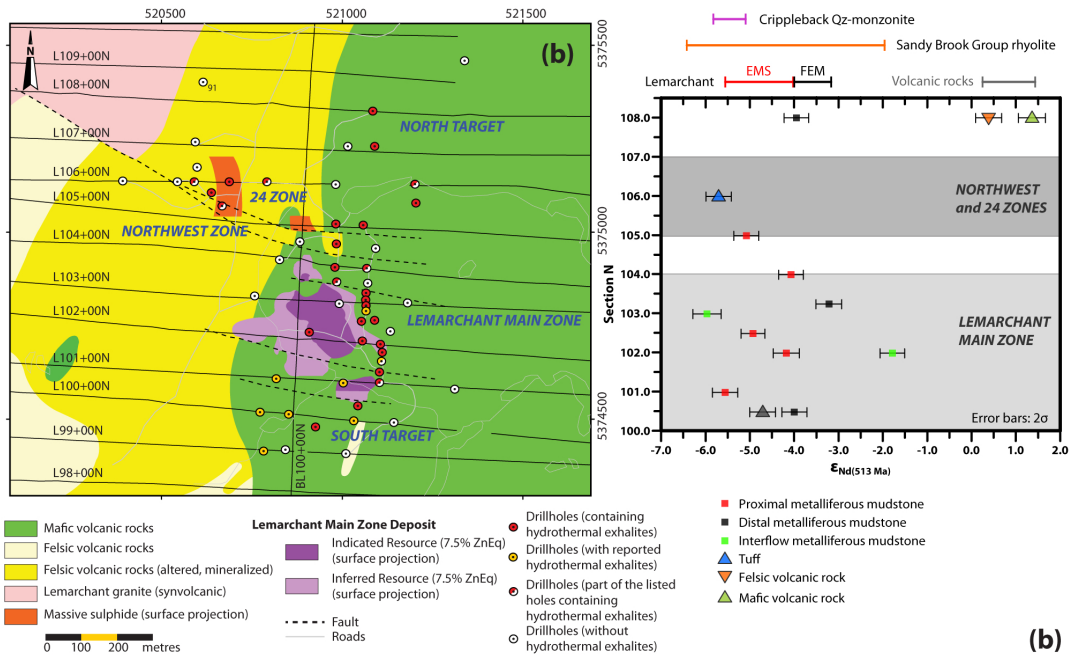 520500
521000
521500
(b)
N
5375500
5375000
5374500
L109+00N
L108+00N
L107+00N
L106+00N
L105+00N
L104+00N
L103+00N
L102+00N
L101+00N
L100+00N
L99+00N
L98+00N
91
BL100+00N
NORTH TARGET
24 ZONE
NORTHWEST ZONE
LEMARCHANT MAIN ZONE
SOUTH TARGET
Mafic volcanic rocks
Felsic volcanic rocks
Felsic volcanic rocks (altered, mineralized)
Lemarchant granite (synvolcanic)
Massive sulphide (surface projection)
0 100 200 metres
Lemarchant Main Zone Deposit
Indicated Resource (7.5% ZnEq)
(surface projection)
Inferred Resource (7.5% ZnEq)
(surface projection)
Fault
Roads
Drillholes (containing
hydrothermal exhalites)
Drillholes (with reported
hydrothermal exhalites)
Drillholes (part of the listed
holes containing
hydrothermal exhalites)
Drillholes (without
hydrothermal exhalites)
Crippleback Qz-monzonite
Sandy Brook Group rhyolite
Lemarchant
EMS
FEM
Volcanic rocks
108.0
107.0
106.0
105.0
104.0
103.0
102.0
101.0
100.0
Section N
NORTHWEST
and 24 ZONES
LEMARCHANT
MAIN ZONE
Error bars: 2σ
-7.0 -6.0 -5.0 -4.0 -3.0 -2.0 -1.0 0.0 1.0 2.0
εNd(513 Ma)
Proximal metalliferous mudstone
Distal metalliferous mudstone
Interflow metalliferous mudstone
Tuff
Felsic volcanic rock
Mafic volcanic rock
(b)